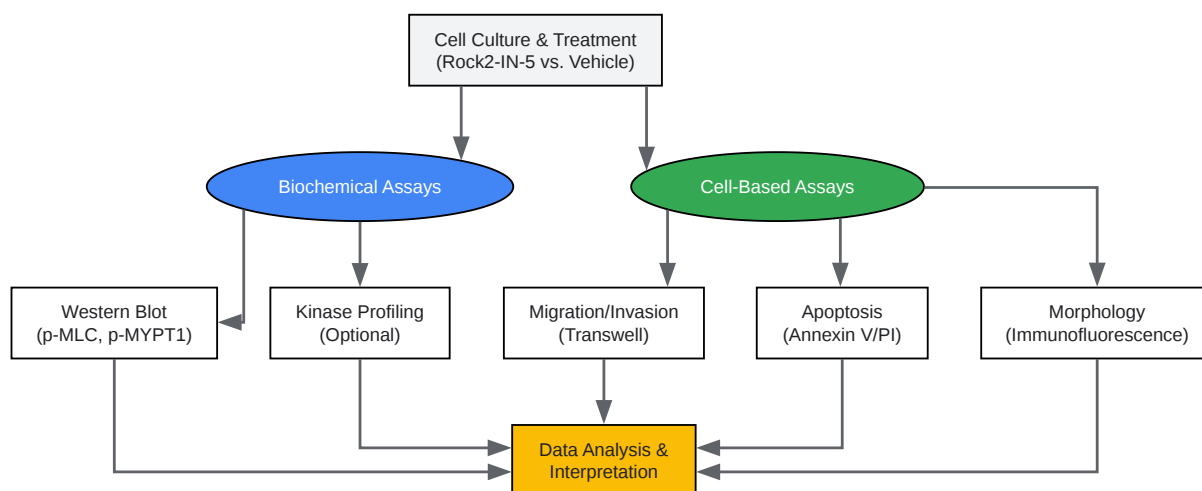 Cell Culture & Treatment
(Rock2-IN-5 vs. Vehicle)
Biochemical Assays
Cell-Based Assays
Western Blot
(p-MLC, p-MYPT1)
Kinase Profiling
(Optional)
Migration/Invasion
(Transwell)
Apoptosis
(Annexin V/PI)
Morphology
(Immunofluorescence)
Data Analysis &
Interpretation